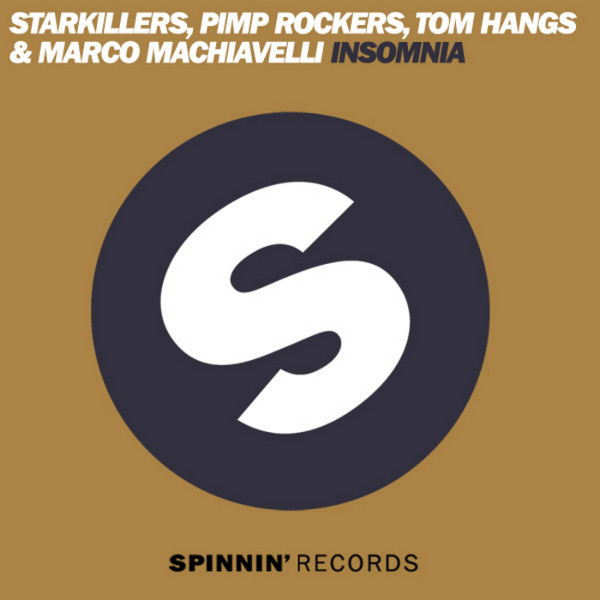 STARKILLERS, PIMP ROCKERS, TOM HANGS
& MARCO MACHIAVELLI INSOMNIA
SPINNIN' RECORDS